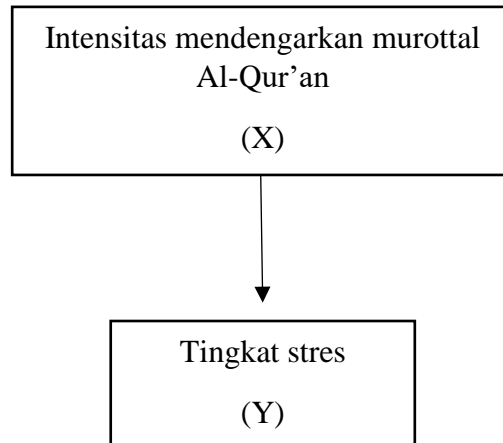 Intensitas mendengarkan murottal
Al-Qur’an
(X)
Tingkat stres
(Y)